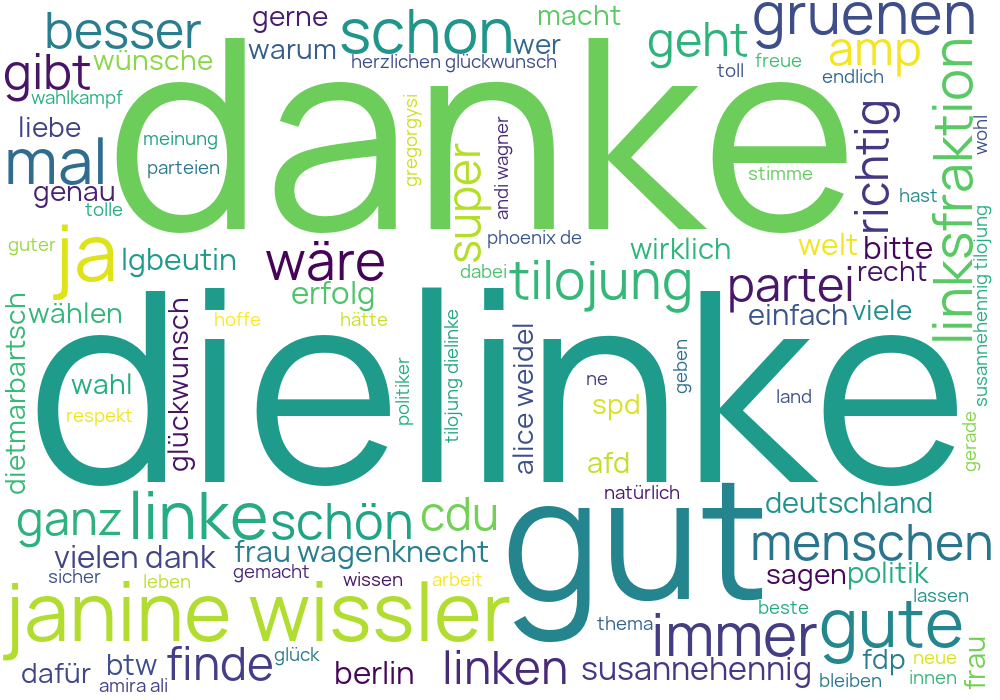 besser
gerne
schon
macht
gruenen
warum
wer
geht
amp
gibt
wünsche
herzlichen glückwunsch
toll
freue
endlich
wahlkampf
danke
liebe
meinung
gregorgysi
andi wagner
richtig
linksfraktion
wohl
mal
parteien
super
stimme
genau
tolle
hast
guter
ja
lgbeutin
wäre
phoenix de
dabei
wirklich
welt
bitte
recht
susannehennig tilojung
erfolg
tilojung
partei
einfach
viele
dietmarbartsch
wählen
glückwunsch
hoffe
hätte
dielinke
tilojung dielinke
alice weidel
geben
politiker
wahl
respekt
ne
spd
land
afd
gerade
natürlich
ganz
linke
schön
cdu
gut
deutschland
vielen dank
frau wagenknecht
menschen
sicher
leben
gemacht
wissen
arbeit
sagen
politik
lassen
janine wissler
beste
thema
immer
gute
dafür
btw
finde
glück
berlin
linken
susannehennig
fdp
neue
frau
amira ali
bleiben
innen